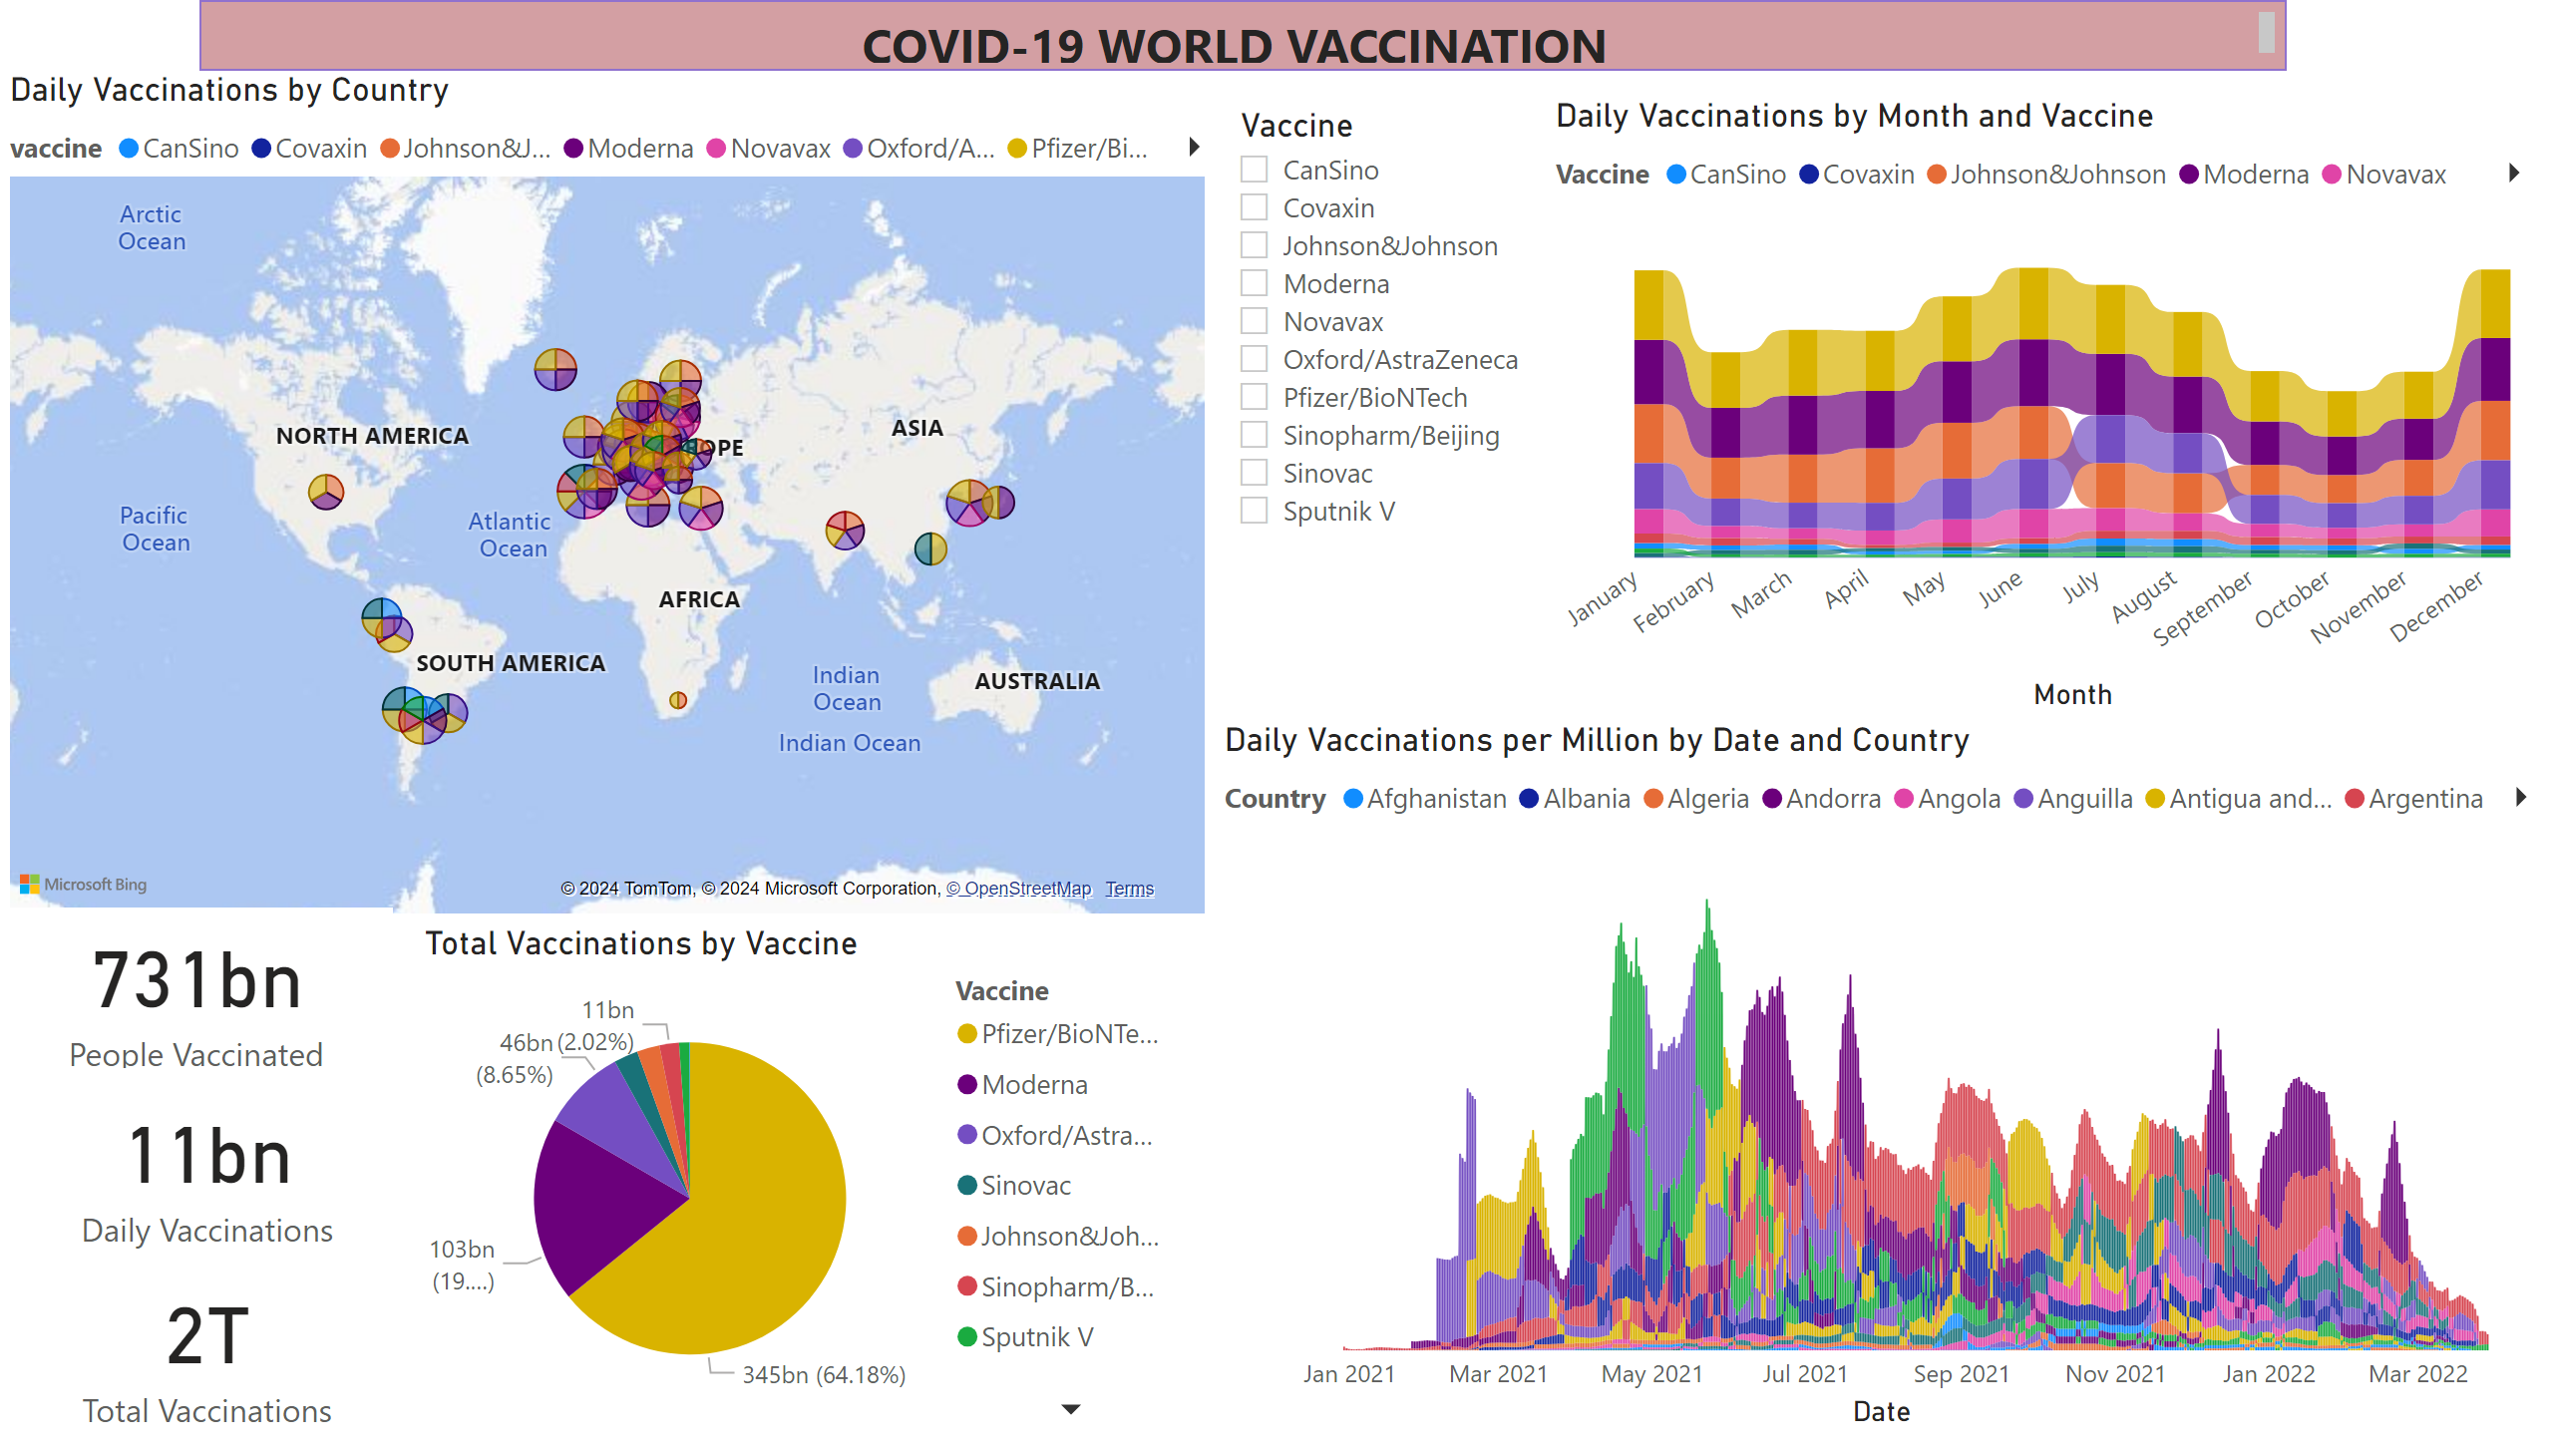 COVID-19 WORLD VACCINATION
Daily Vaccinations by Country
vaccine CanSino Covaxin Johnson&J... Moderna Novavax Oxford/A... Pfizer/Bi...
Arctic
Ocean
NORTH AMERICA
Pacific
Ocean
Atlantic
Ocean
OPE
ASIA
AFRICA
SOUTH AMERICA
Indian
Ocean
Indian Ocean
AUSTRALIA
Microsoft Bing
© 2024 TomTom, © 2024 Microsoft Corporation, © OpenStreetMap Terms
Vaccine
CanSino
Covaxin
Johnson&Johnson
Moderna
Novavax
Oxford/AstraZeneca
Pfizer/BioNTech
Sinopharm/Beijing
Sinovac
Sputnik V
Daily Vaccinations by Month and Vaccine
Vaccine CanSino Covaxin Johnson&Johnson Moderna Novavax
January February March April May June July August September October November December
Month
Daily Vaccinations per Million by Date and Country
Country Afghanistan Albania Algeria Andorra Angola Anguilla Antigua and... Argentina
Jan 2021 Mar 2021 May 2021 Jul 2021 Sep 2021 Nov 2021 Jan 2022 Mar 2022
Date
731bn
People Vaccinated
11bn
Daily Vaccinations
2T
Total Vaccinations
Total Vaccinations by Vaccine
11bn
(2.02%)
46bn
(8.65%)
103bn
(19....)
345bn (64.18%)
Vaccine
Pfizer/BioNTe...
Moderna
Oxford/Astra...
Sinovac
Johnson&Joh...
Sinopharm/B...
Sputnik V